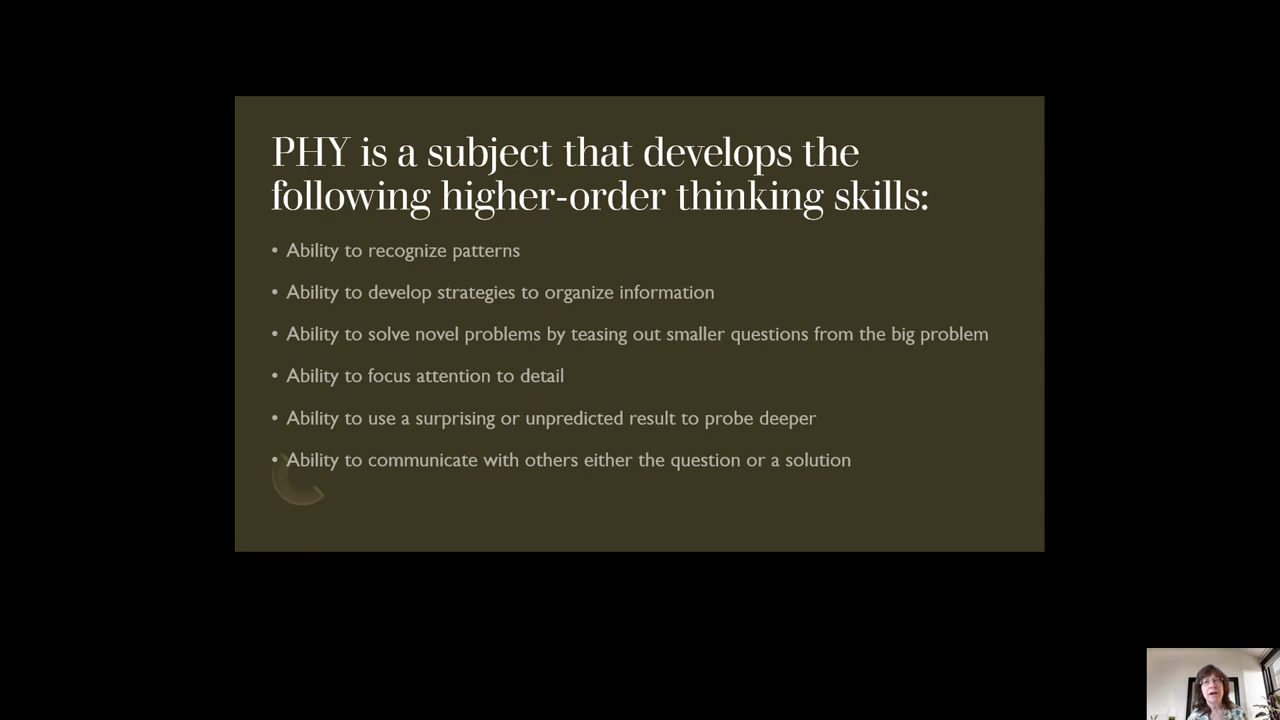 PHY is a subject that develops the
following higher-order thinking skills:
• Ability to recognize patterns
• Ability to develop strategies to organize information
• Ability to solve novel problems by teasing out smaller questions from the big problem
• Ability to focus attention to detail
• Ability to use a surprising or unpredicted result to probe deeper
• Ability to communicate with others either the question or a solution